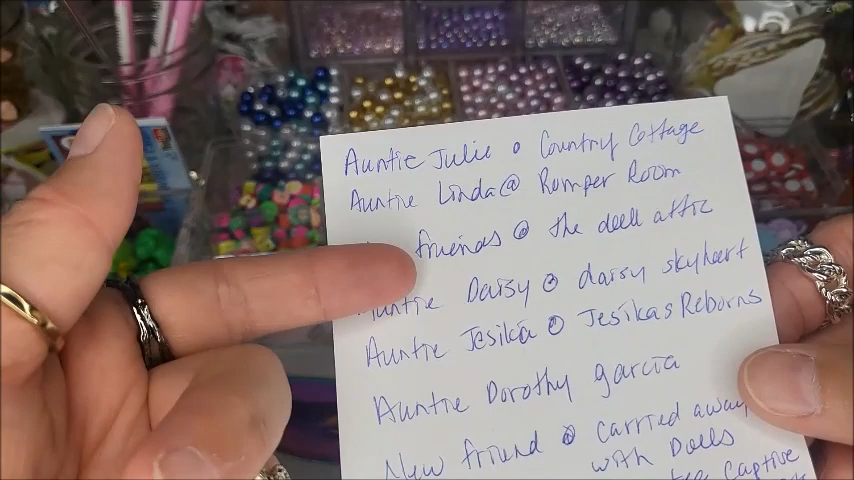 Auntie Julie @ Country Cottage
Auntie Linda @ Romper Room
friends @ the doll attic
Auntie Daisy @ daisy skyheart
Auntie Jesika @ Jesikas Reborns
Auntie Dorothy garcia
New friend @ carried away
with Dolls
Captive